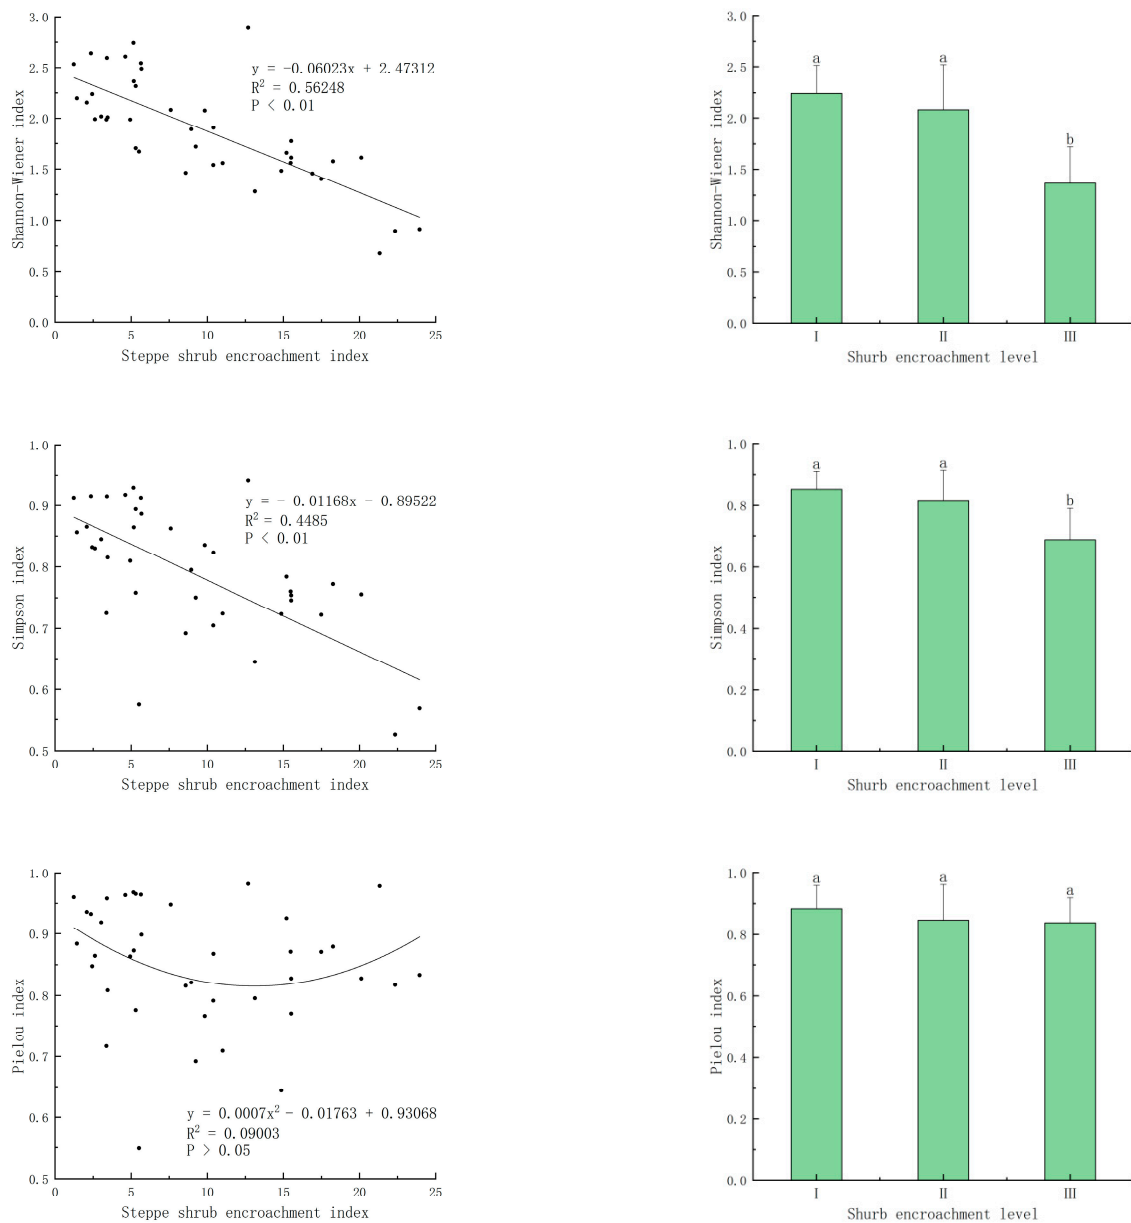 3.0
2.5
2.0
1.5
1.0
0.5
0.0
Shannon-Wiener index
y = -0.06023x + 2.47312
R² = 0.56248
P < 0.01
0 5 10 15 20 25
Steppe shrub encroachment index
3.0
2.5
2.0
1.5
1.0
0.5
0.0
Shannon-Wiener index
a a b
I II III
Shurb encroachment level
1.0
0.9
0.8
0.7
0.6
0.5
Simpson index
y = - 0.01168x - 0.89522
R² = 0.4485
P < 0.01
0 5 10 15 20 25
Steppe shrub encroachment index
1.0
0.8
0.6
0.4
0.2
0.0
Simpson index
a a b
I II III
Shurb encroachment level
1.0
0.9
0.8
0.7
0.6
0.5
Pielou index
y = 0.0007x² - 0.01763 + 0.93068
R² = 0.09003
P > 0.05
0 5 10 15 20 25
Steppe shrub encroachment index
1.0
0.8
0.6
0.4
0.2
0.0
Pielou index
a a a
I II III
Shurb encroachment level